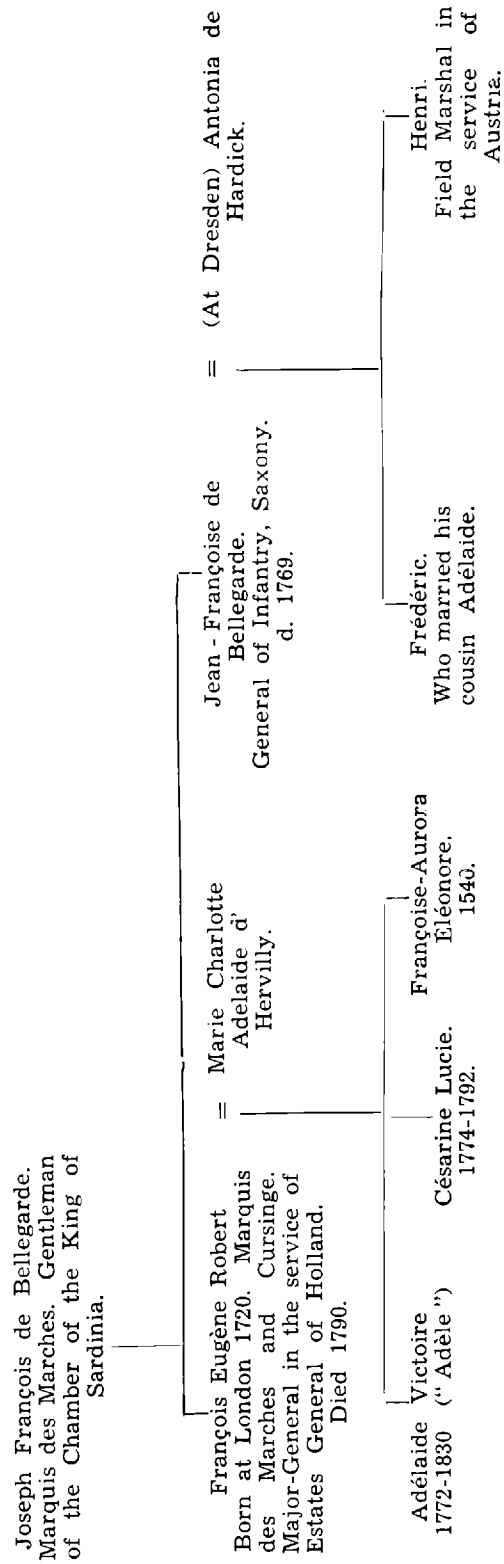 Joseph François de Bellegarde.
Marquis des Marches. Gentleman
of the Chamber of the King of
Sardinia.
François Eugène Robert
Born at London 1720. Marquis
des Marches and Cursinge.
Major-General in the service of
Estates General of Holland.
Died 1790.
=
Marie Charlotte
Adelaide d'
Hervilly.
Jean-Françoise de
Bellegarde.
General of Infantry, Saxony.
d. 1769.
= (At Dresden) Antonia de
Hardick.
Adélaide Victoire
1772-1830 (“Adèle”)
Césarine Lucie.
1774-1792.
Françoise-Aurora
Eléonore.
1540.
Frédéric.
Who married his
cousin Adélaide.
Henri.
Field Marshal in
the service of
Austria.